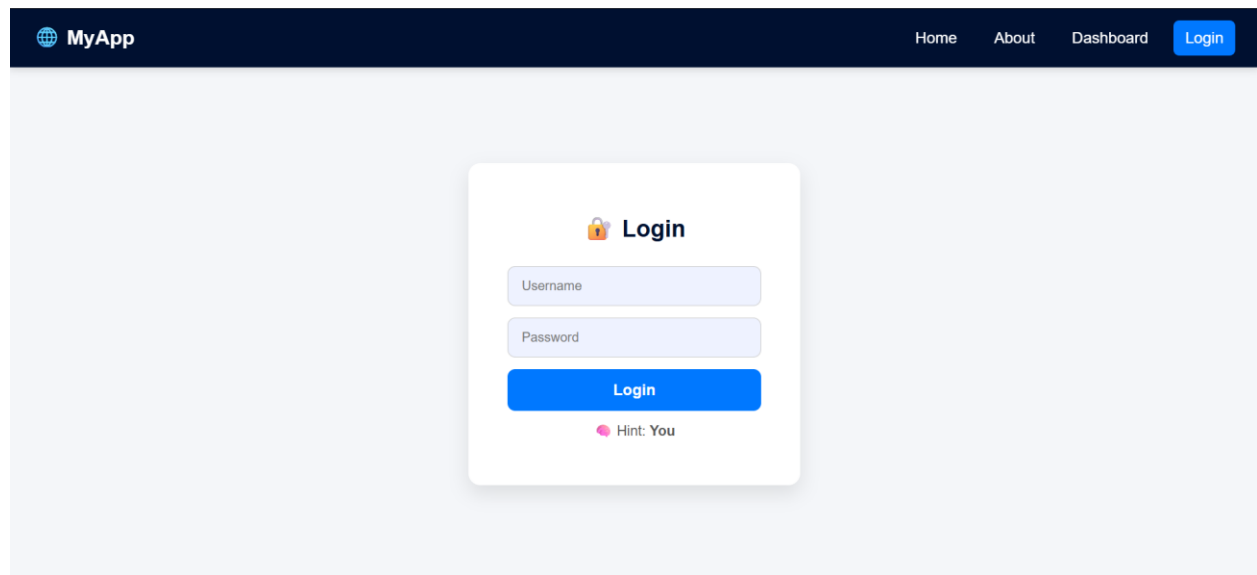 🌐 MyApp
Home About Dashboard Login
🔐 Login
Username
Password
Login
🧠 Hint: You